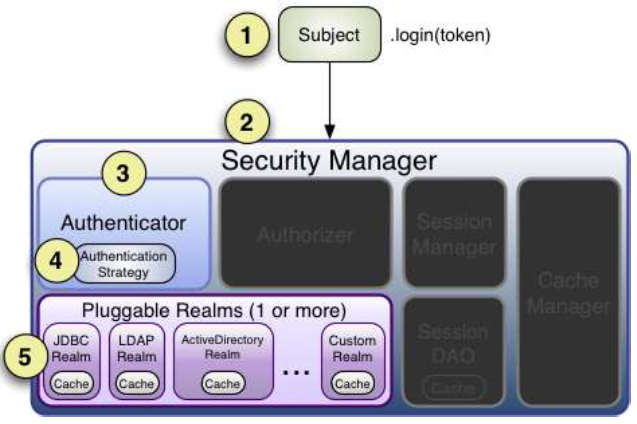 1
Subject
.login(token)
2
Security Manager
3
Authenticator
4
Authentication
Strategy
Authorizer
Session
Manager
Cache
Manager
Pluggable Realms (1 or more)
5
JDBC
Realm
Cache
LDAP
Realm
Cache
ActiveDirectory
Realm
Cache
...
Custom
Realm
Cache
Session
DAO
Cache